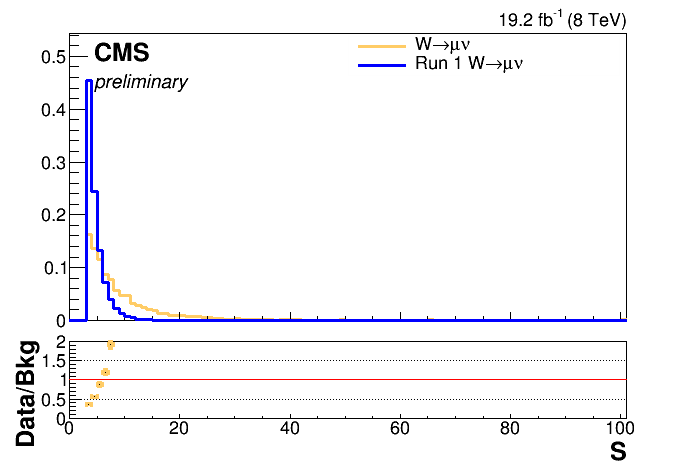 19.2 fb-1 (8 TeV)
CMS
preliminary
W→μν
Run 1 W→μν
0.5
0.4
0.3
0.2
0.1
0
2
1.5
1
0.5
0
Data/Bkg
0 20 40 60 80 100
S